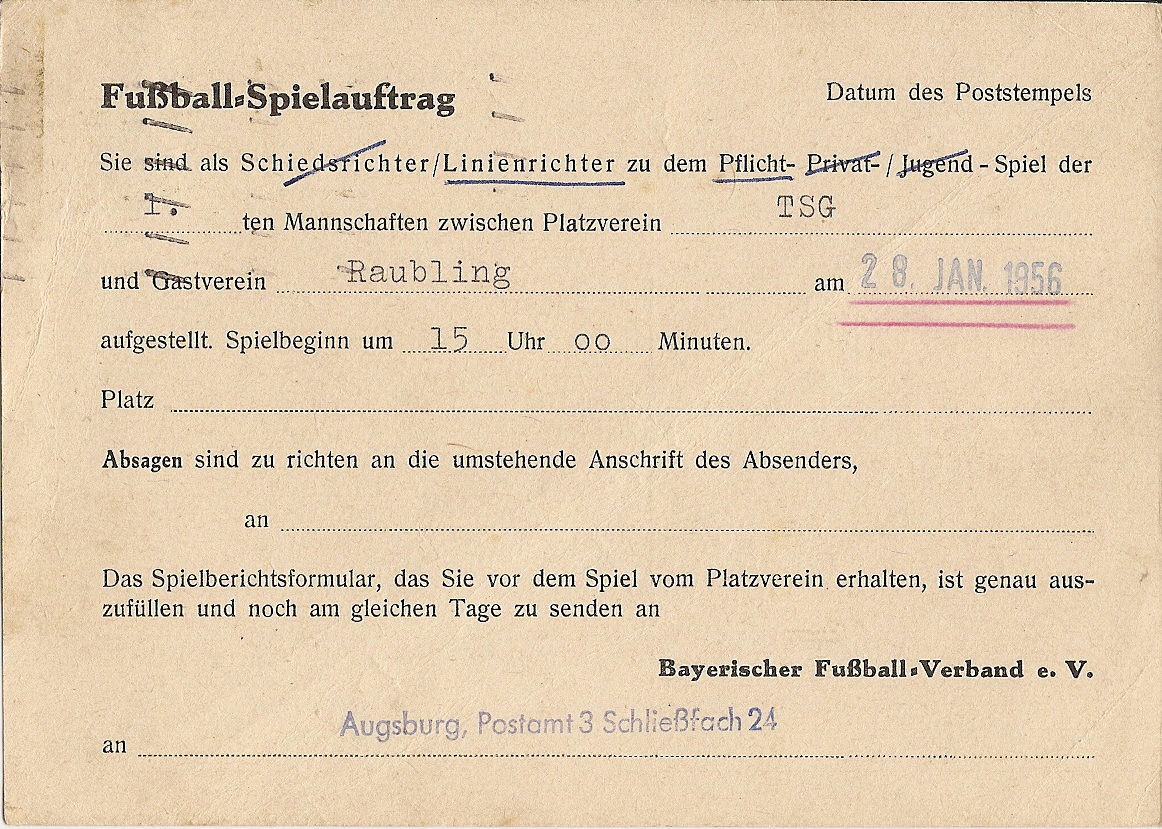 Fußball-Spielauftrag
Datum des Poststempels
Sie sind als Schiedsrichter/Linienrichter zu dem Pflicht- Privat-/Jugend-Spiel der
1. ten Mannschaften zwischen Platzverein TSG
und Gastverein Raubling am 28. JAN. 1956
aufgestellt. Spielbeginn um 15 Uhr 00 Minuten.
Platz
Absagen sind zu richten an die umstehende Anschrift des Absenders,
an
Das Spielberichtsformular, das Sie vor dem Spiel vom Platzverein erhalten, ist genau aus-
zufüllen und noch am gleichen Tage zu senden an
Bayerischer Fußball-Verband e. V.
an Augsburg, Postamt 3 Schließfach 24